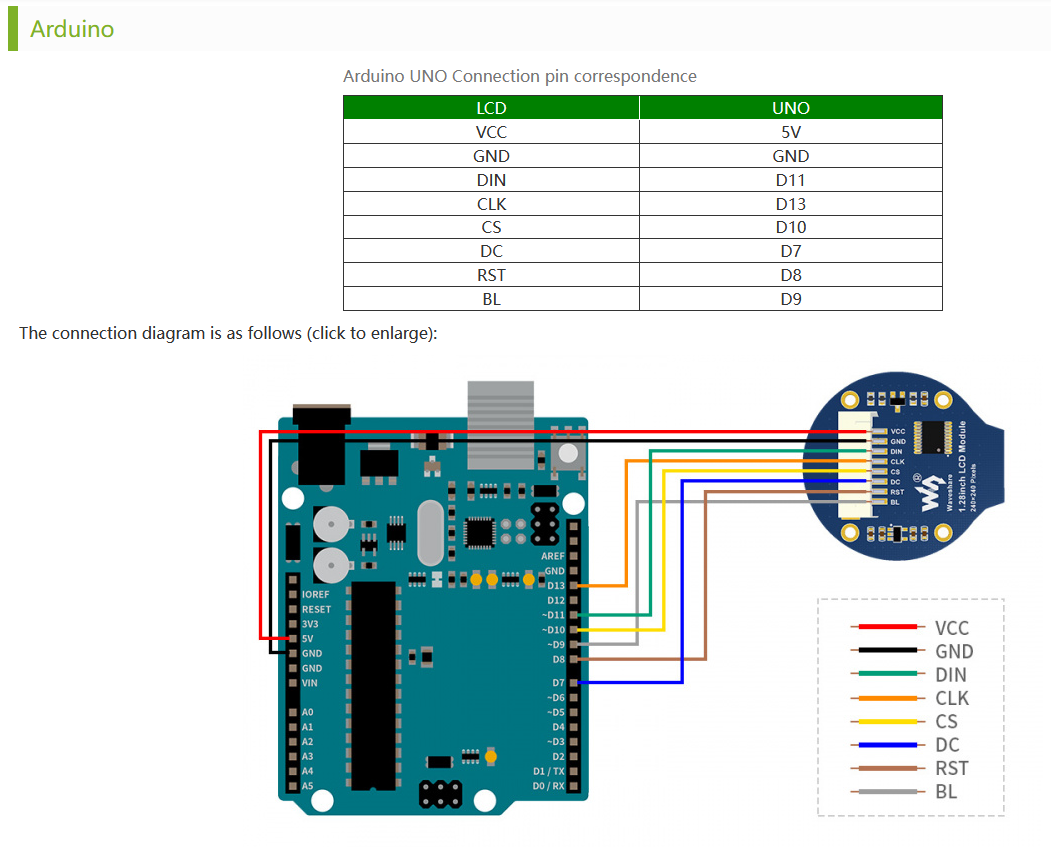 Arduino
Arduino UNO Connection pin correspondence
LCD UNO
VCC 5V
GND GND
DIN D11
CLK D13
CS D10
DC D7
RST D8
BL D9
The connection diagram is as follows (click to enlarge):
IOREF
RESET
3V3
5V
GND
GND
VIN
A0
A1
A2
A3
A4
A5
AREF
GND
D13
D12
~D11
~D10
~D9
D8
D7
~D6
~D5
D4
~D3
D2
D1 / TX
D0 / RX
VCC
GND
DIN
CLK
CS
DC
RST
BL
Waveshare
1.28inch LCD Module
240×240 Pixels
VCC
GND
DIN
CLK
CS
DC
RST
BL